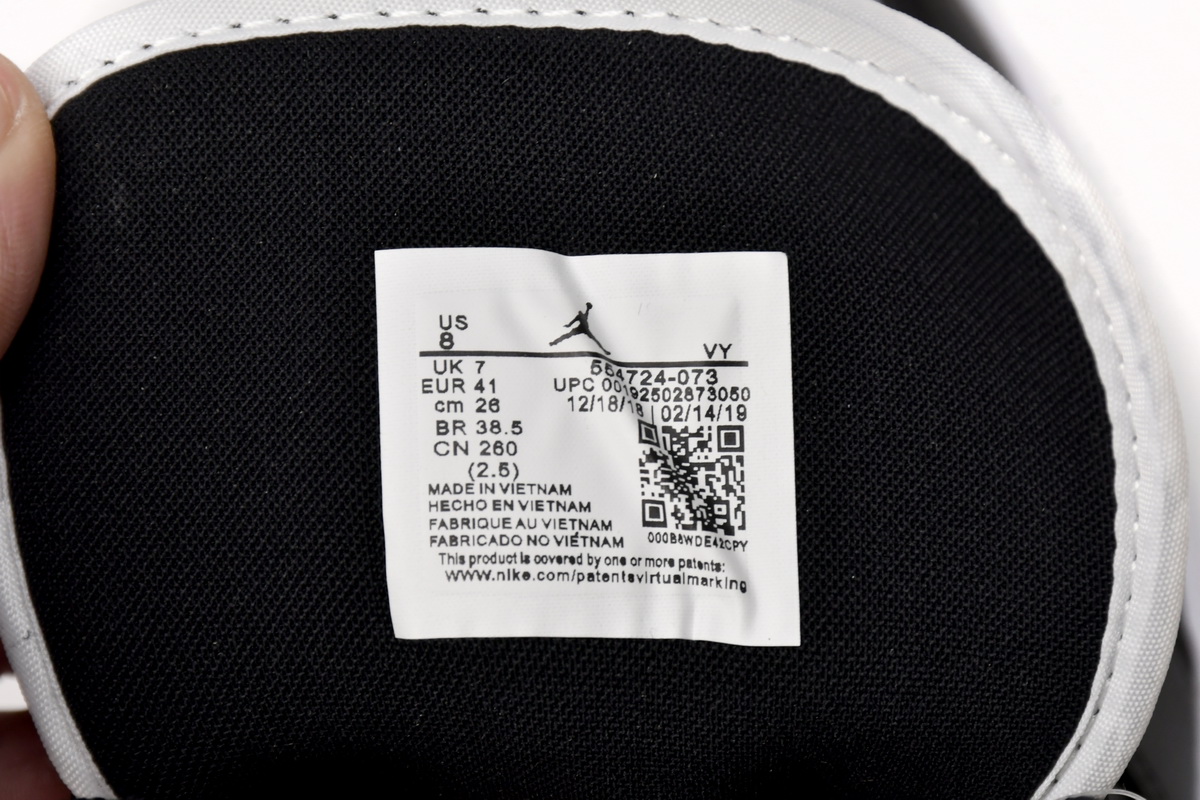 US
8
VY
UK 7
554724-073
EUR 41
UPC 00192502873050
cm 26
12/18/18 | 02/14/19
BR 38.5
CN 260
(2.5)
MADE IN VIETNAM
HECHO EN VIETNAM
FABRIQUE AU VIETNAM
FABRICADO NO VIÉTNAM
000B8WDE42CPY
This product is covered by one or more patents:
www.nike.com/patentsvirtualmarking